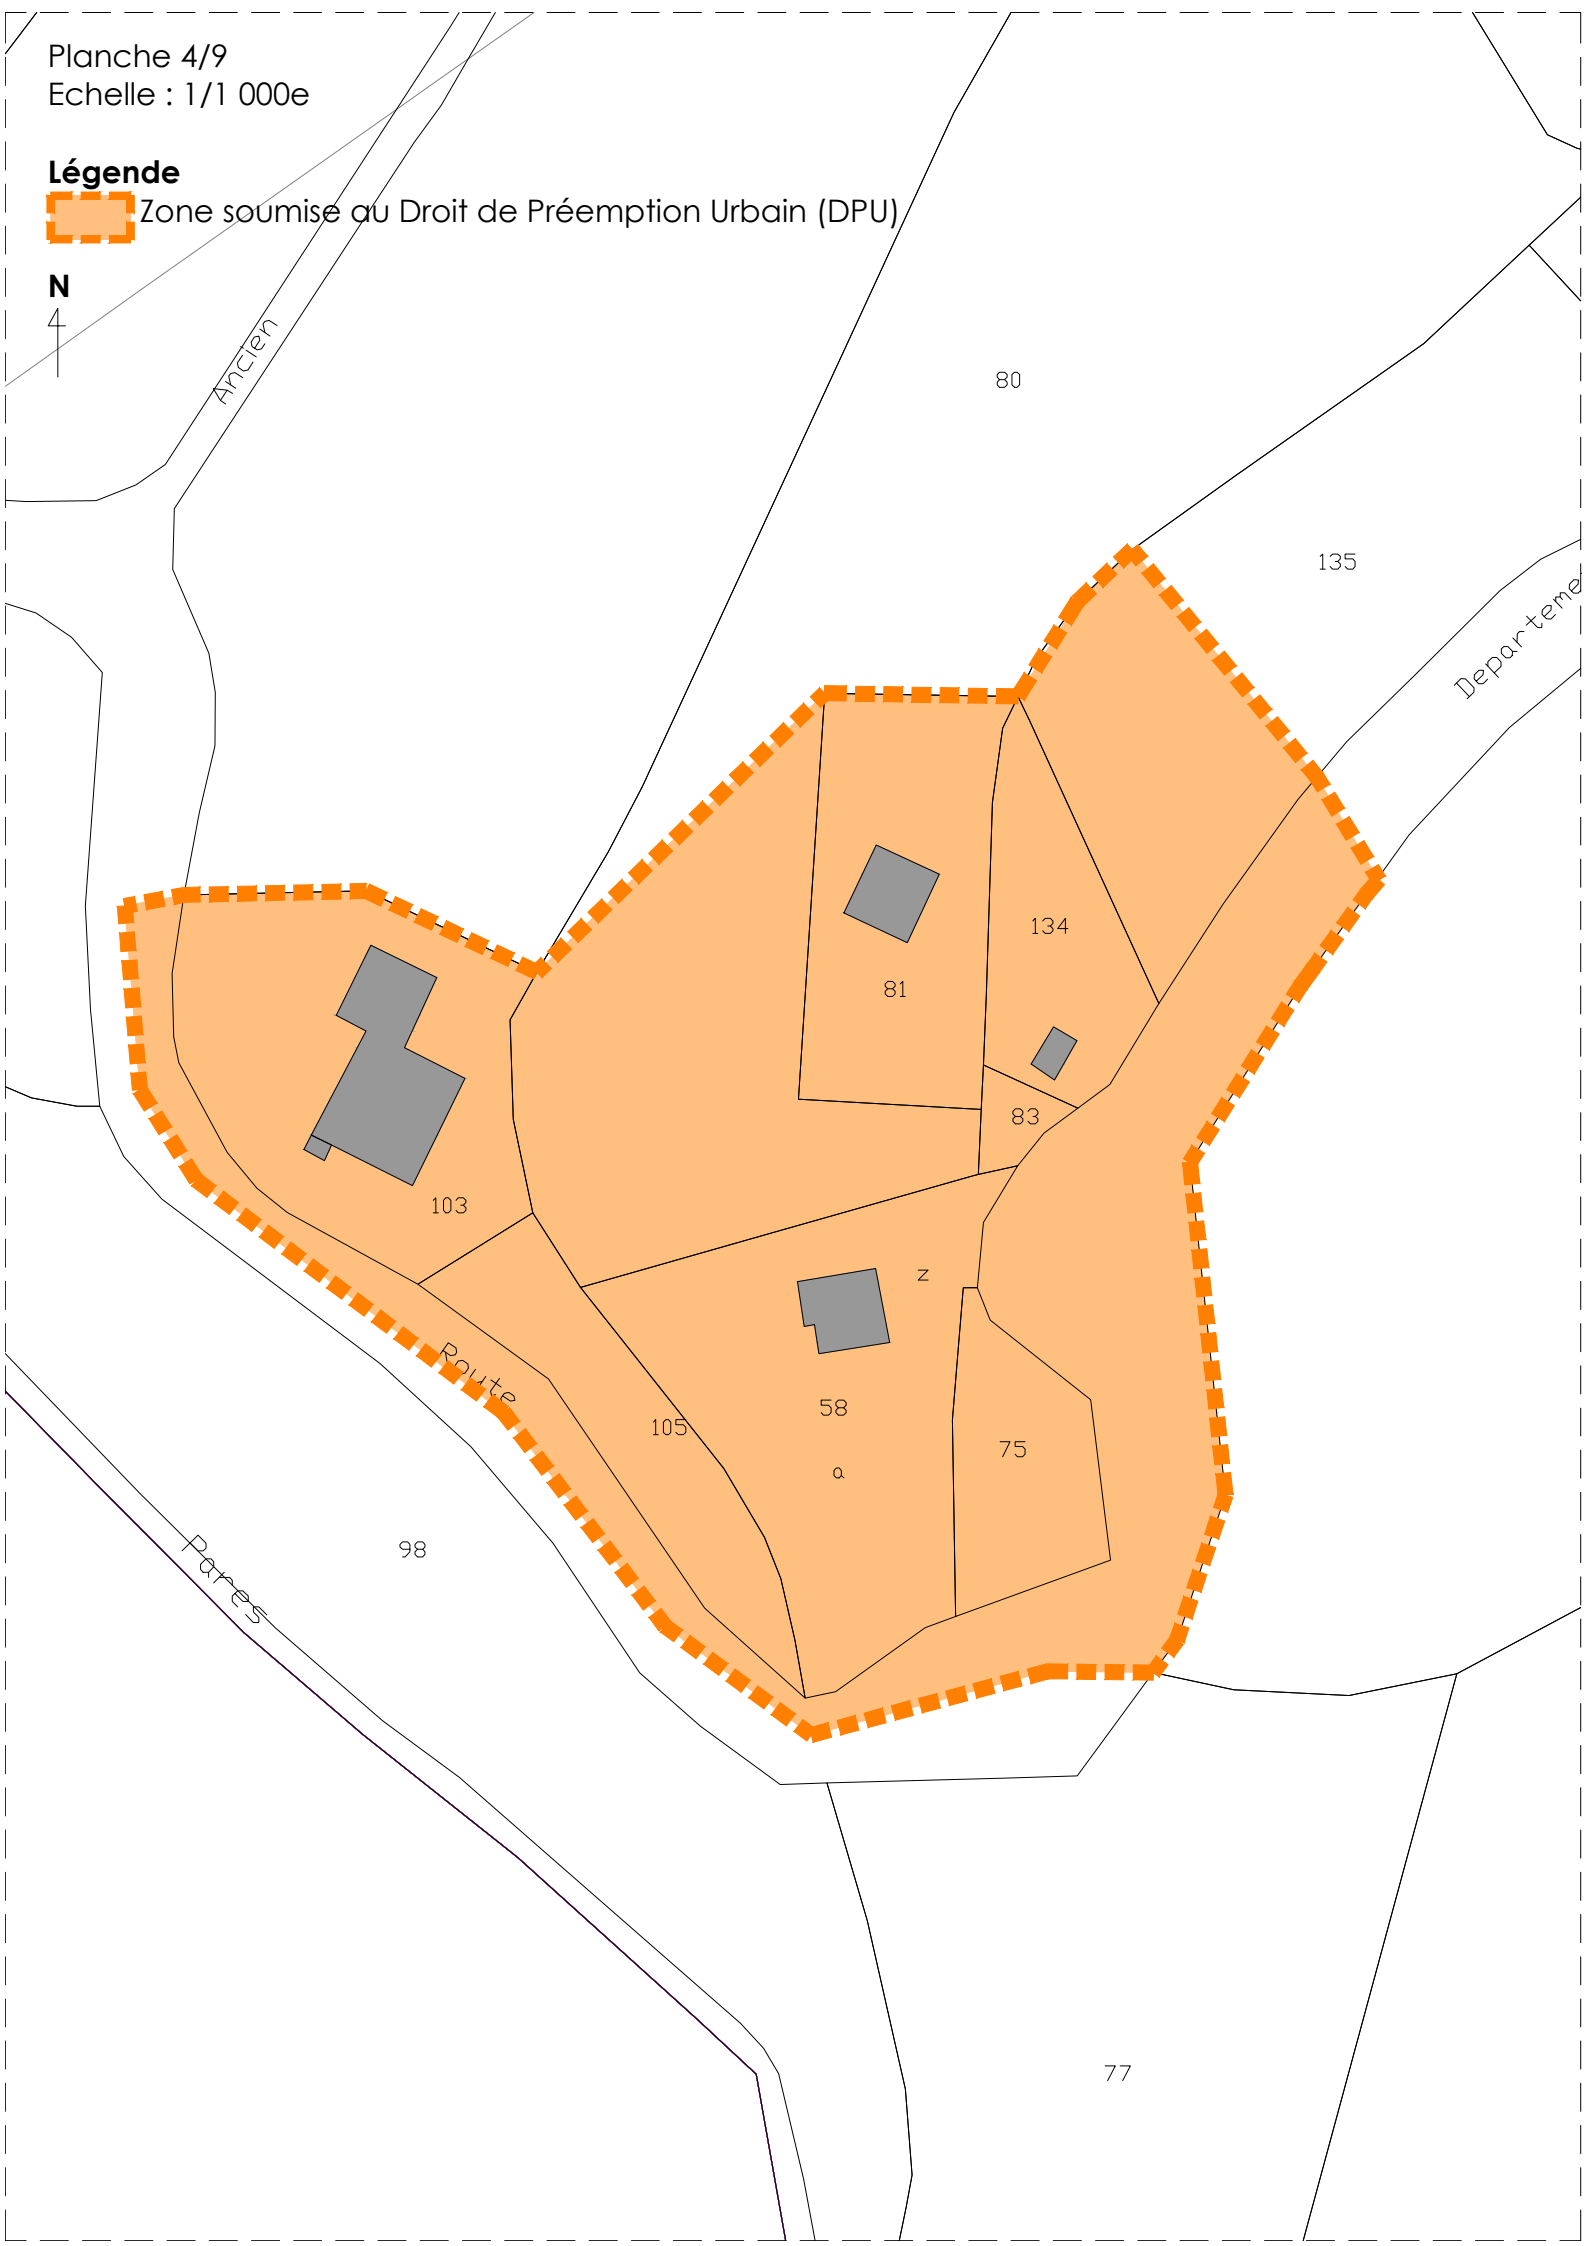 Planche 4/9
Echelle : 1/1 000e
Légende
Zone soumise au Droit de Préemption Urbain (DPU)
N
Ancien
80
135
Departeme
134
81
83
103
z
Route
58
105
75
a
98
Pares
77